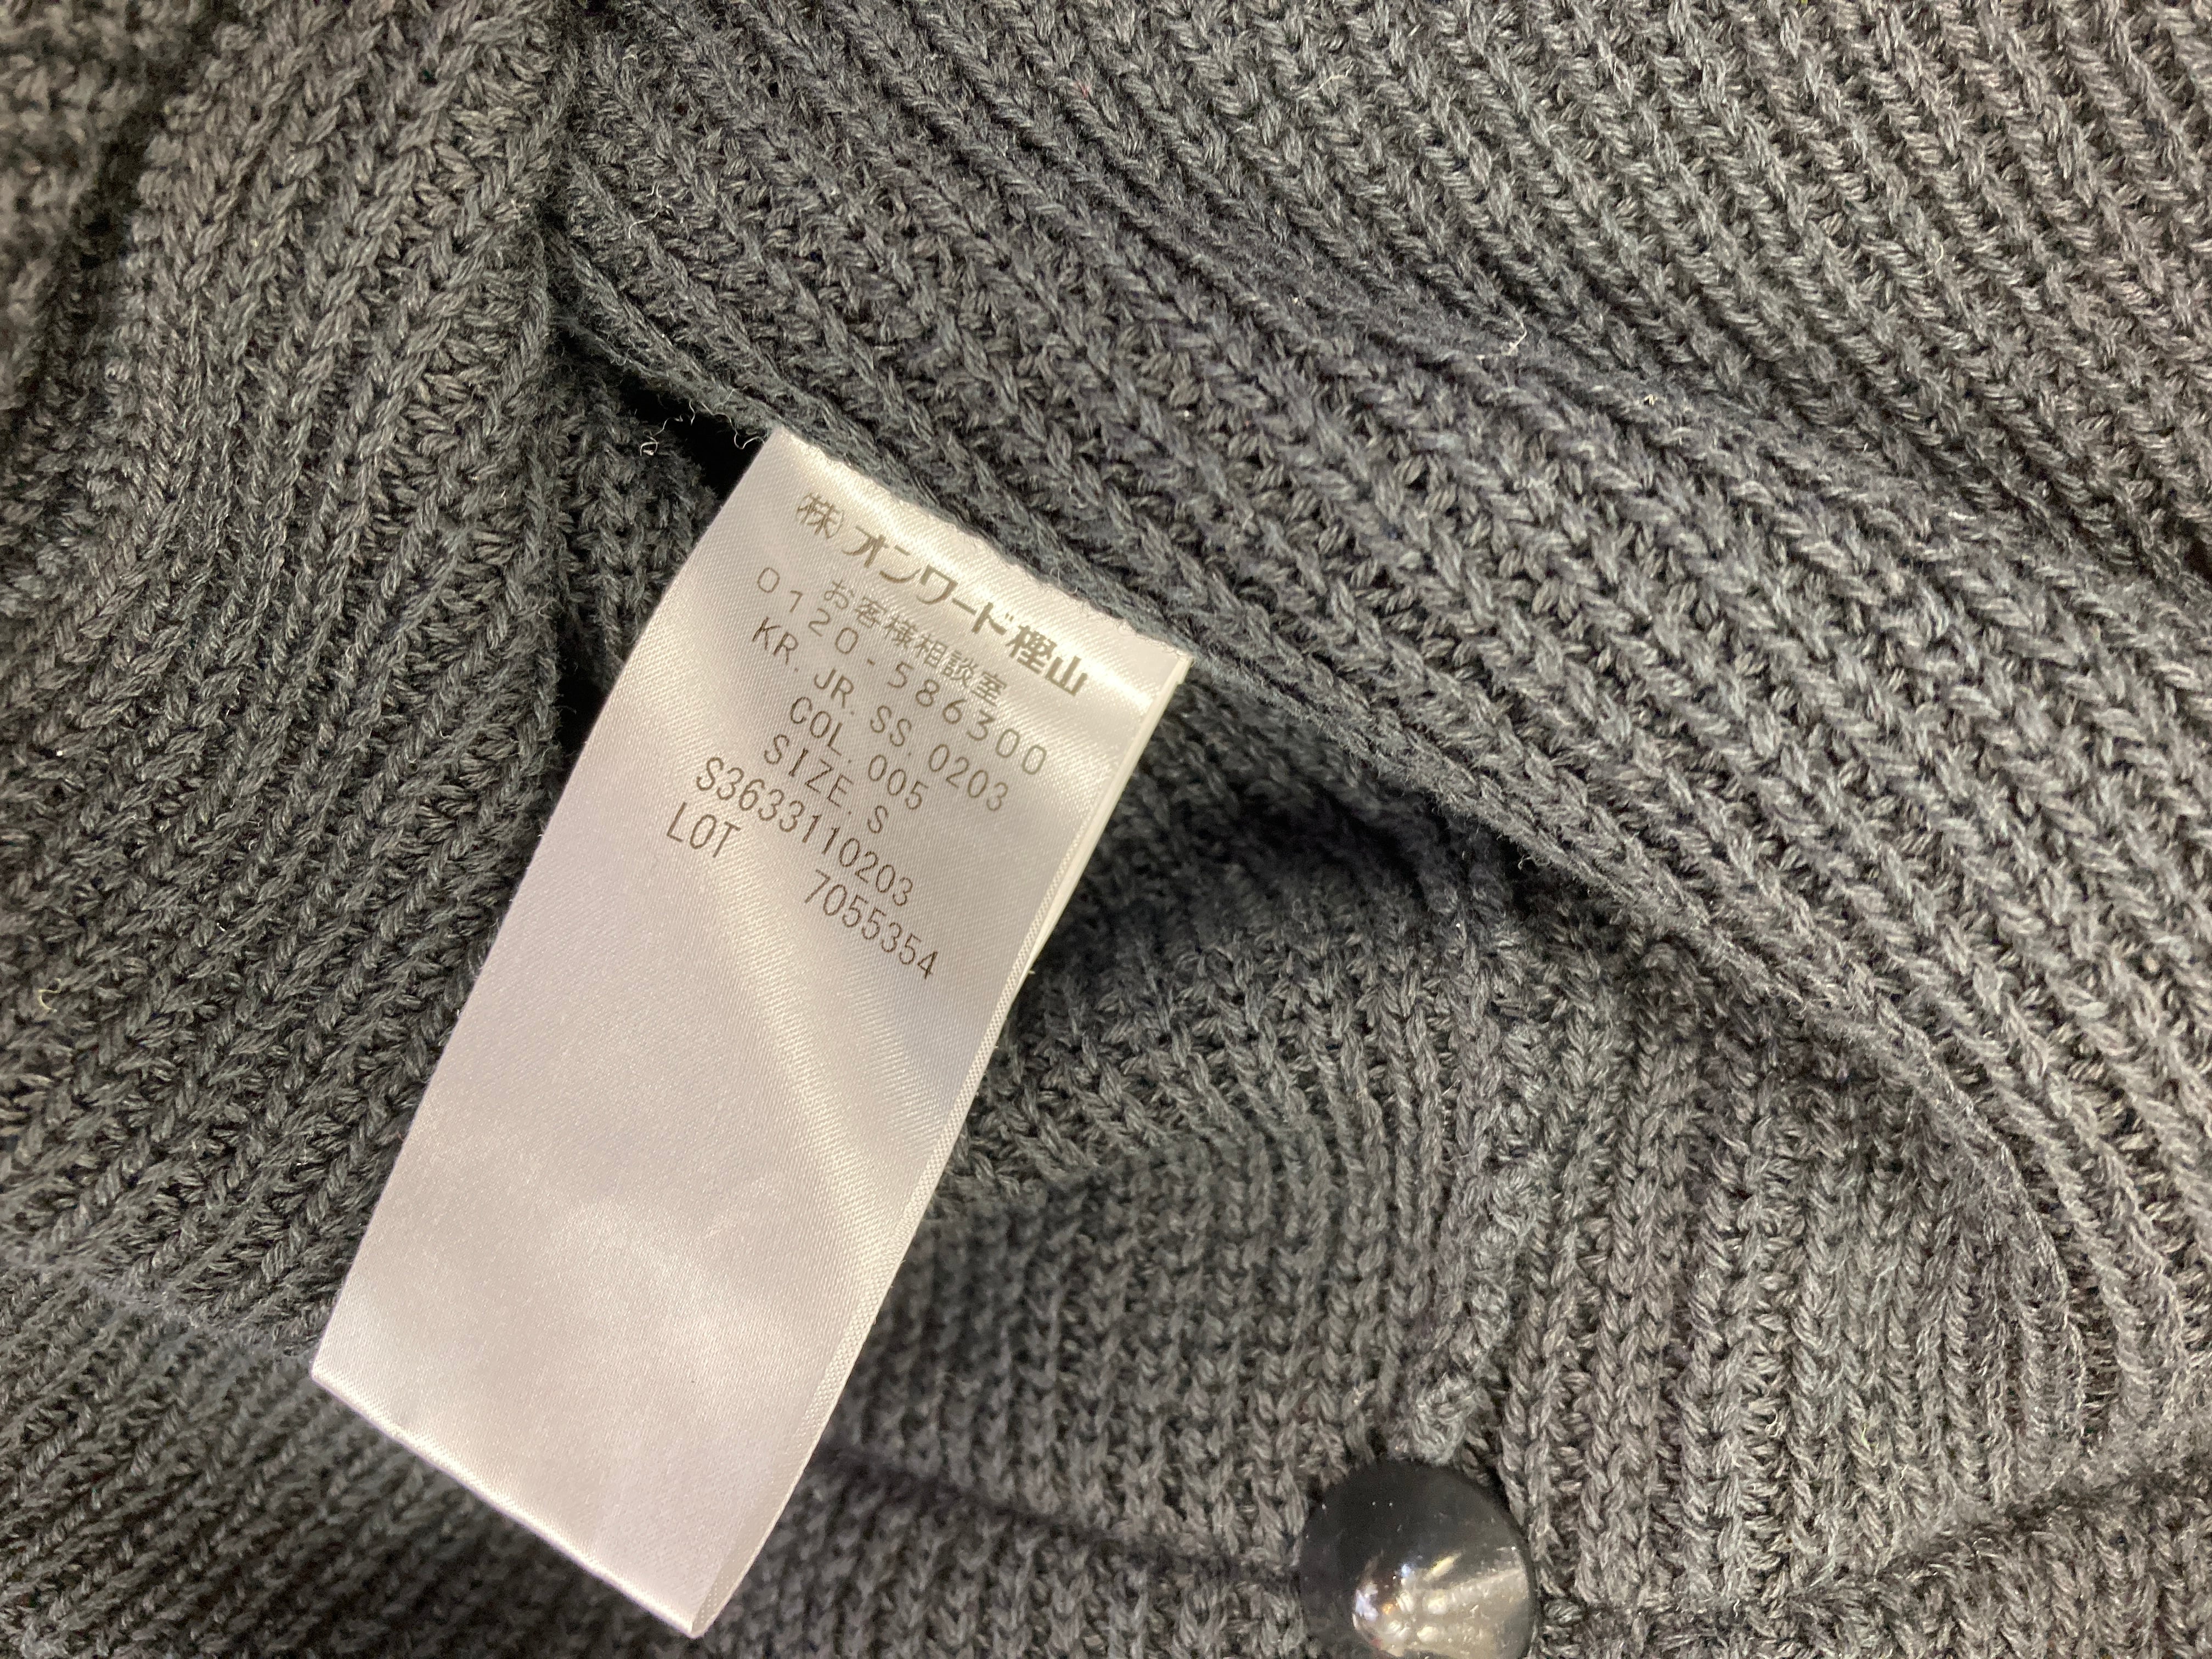 (株)オンワード樫山
お客様相談室
0120-586300
KR.JR.SS.0203
COL.005
SIZE.S
S3633110203
LOT 7055354